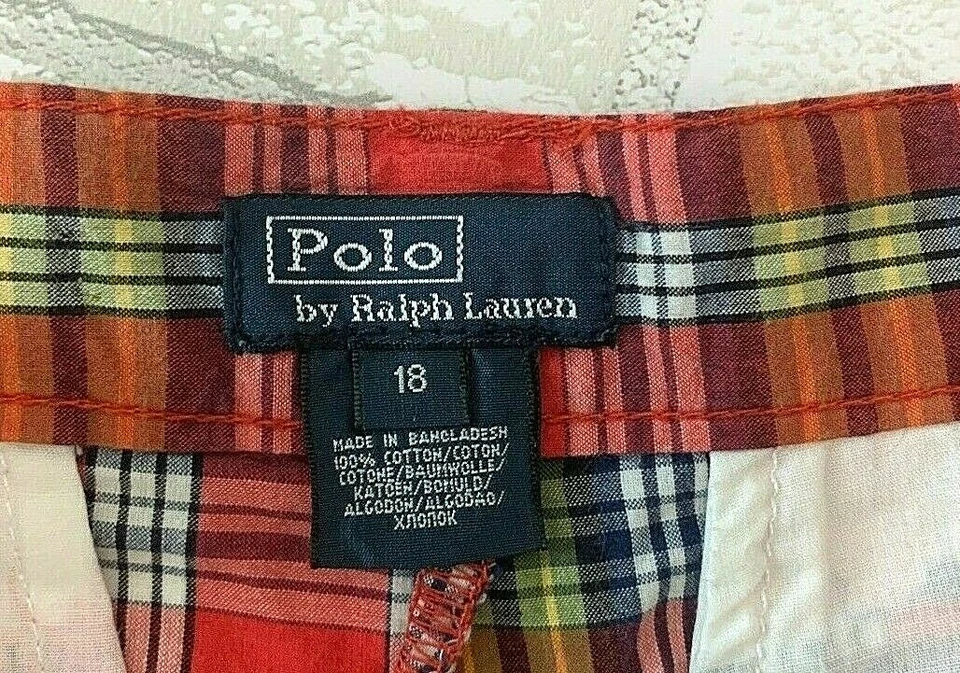 Polo
by Ralph Lauren
18
MADE IN BANGLADESH
100% COTTON/COTON/
COTONE/BAUMWOLLE/
KATOEN/BOMULD/
ALGODON/ALGODAO/
ХЛОПОК